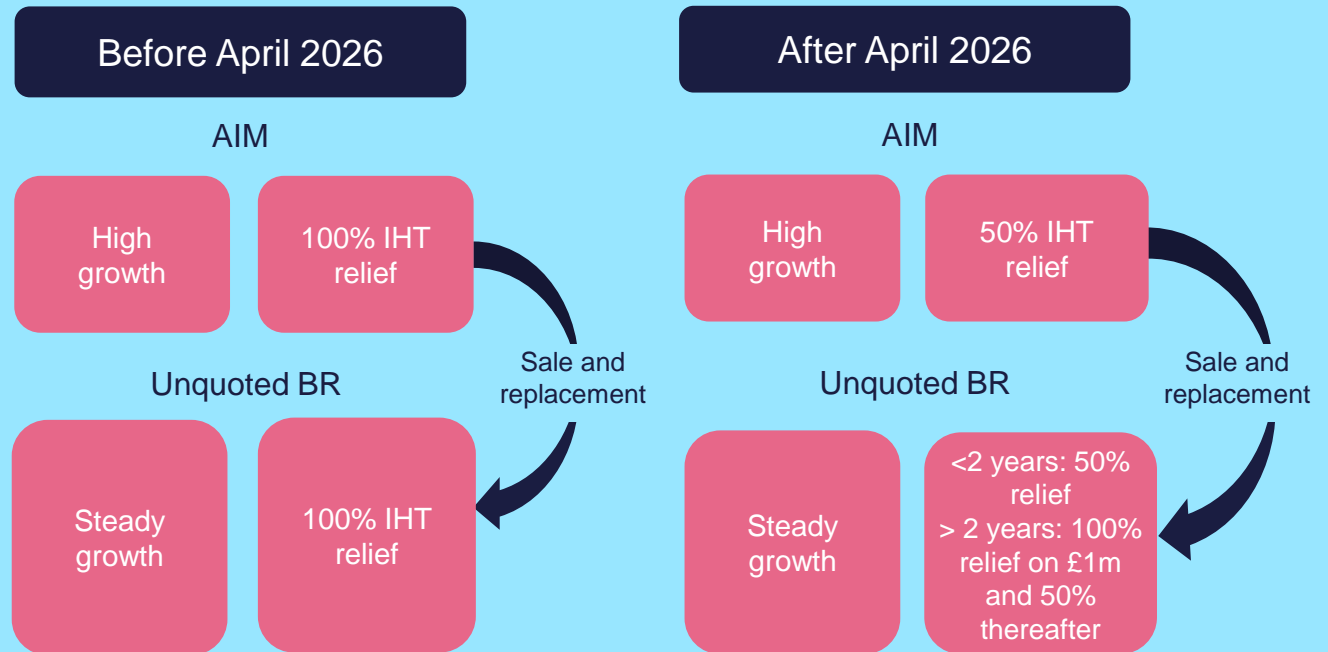 Before April 2026
AIM
High
growth
100% IHT
relief
Sale and
replacement
Unquoted BR
Steady
growth
100% IHT
relief
After April 2026
AIM
High
growth
50% IHT
relief
Sale and
replacement
Unquoted BR
Steady
growth
<2 years: 50%
relief
> 2 years: 100%
relief on £1m
and 50%
thereafter